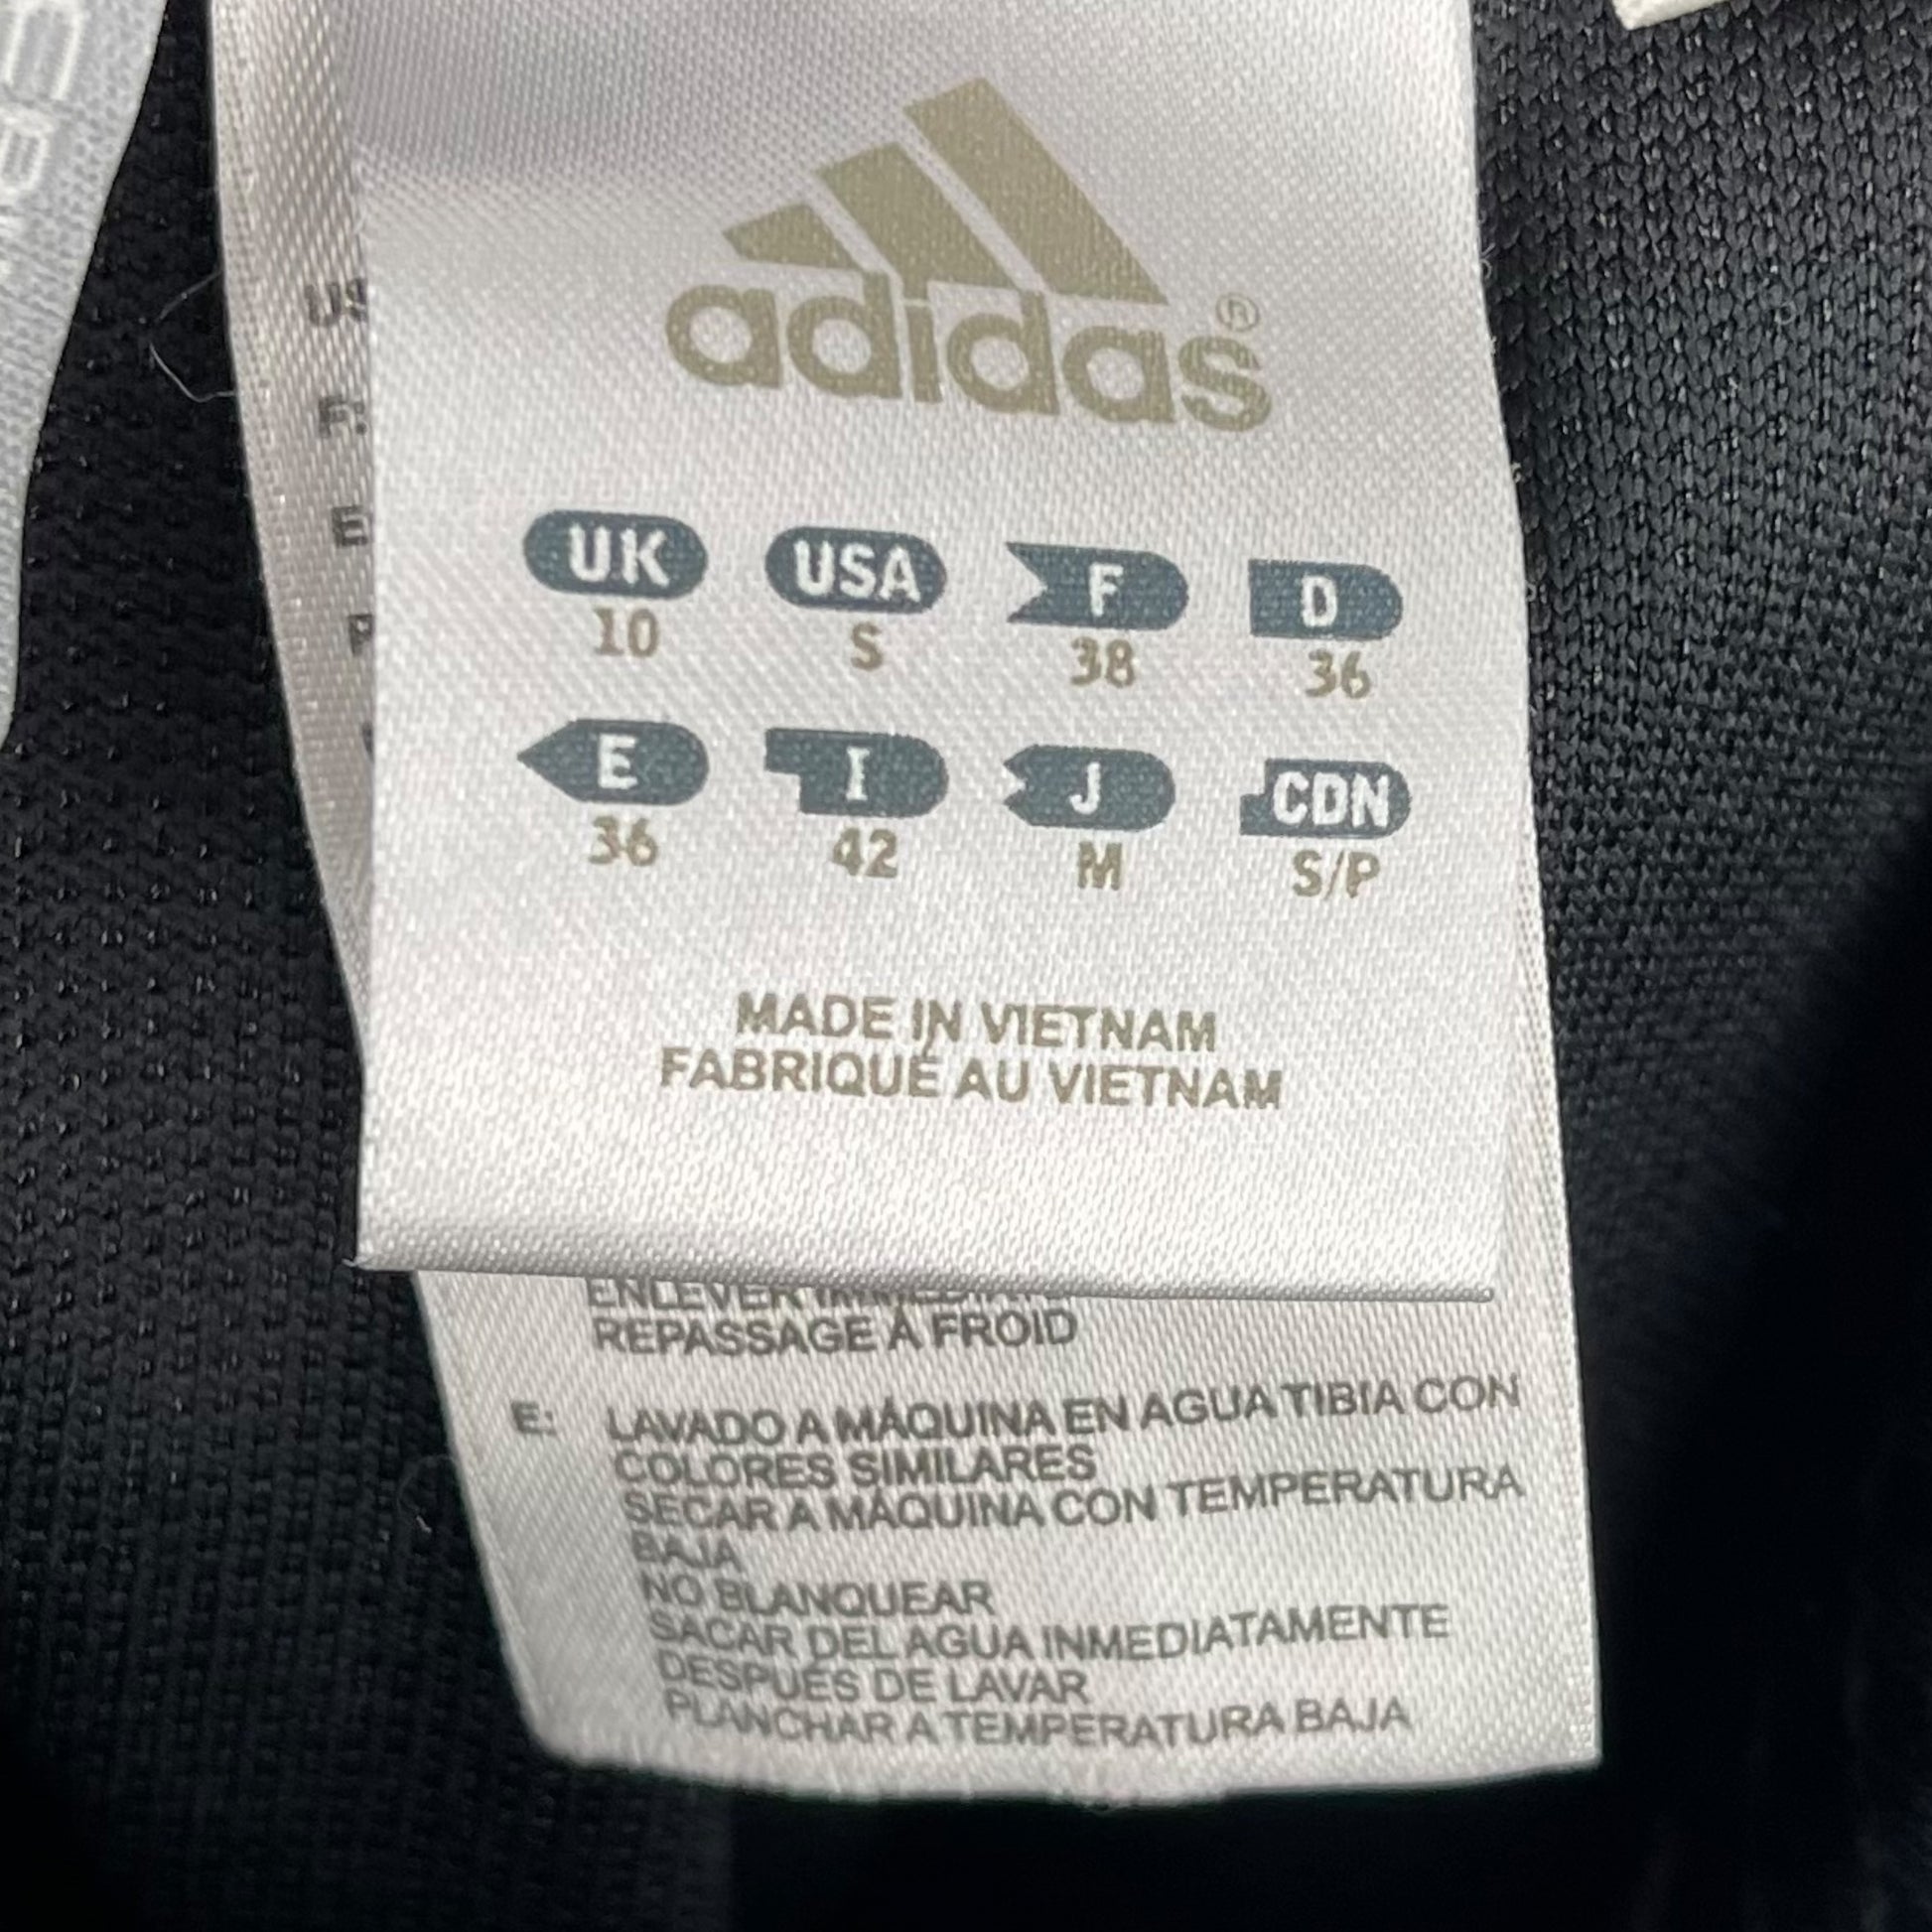 adidas®
UK USA F D
10 S 38 36
E I J CDN
36 42 M S/P
MADE IN VIETNAM
FABRIQUÉ AU VIETNAM
REPASSAGE À FROID
E: LAVADO A MÁQUINA EN AGUA TIBIA CON
COLORES SIMILARES
SECAR A MÁQUINA CON TEMPERATURA
BAJA
NO BLANQUEAR
SACAR DEL AGUA INMEDIATAMENTE
DESPUÉS DE LAVAR
PLANCHAR A TEMPERATURA BAJA